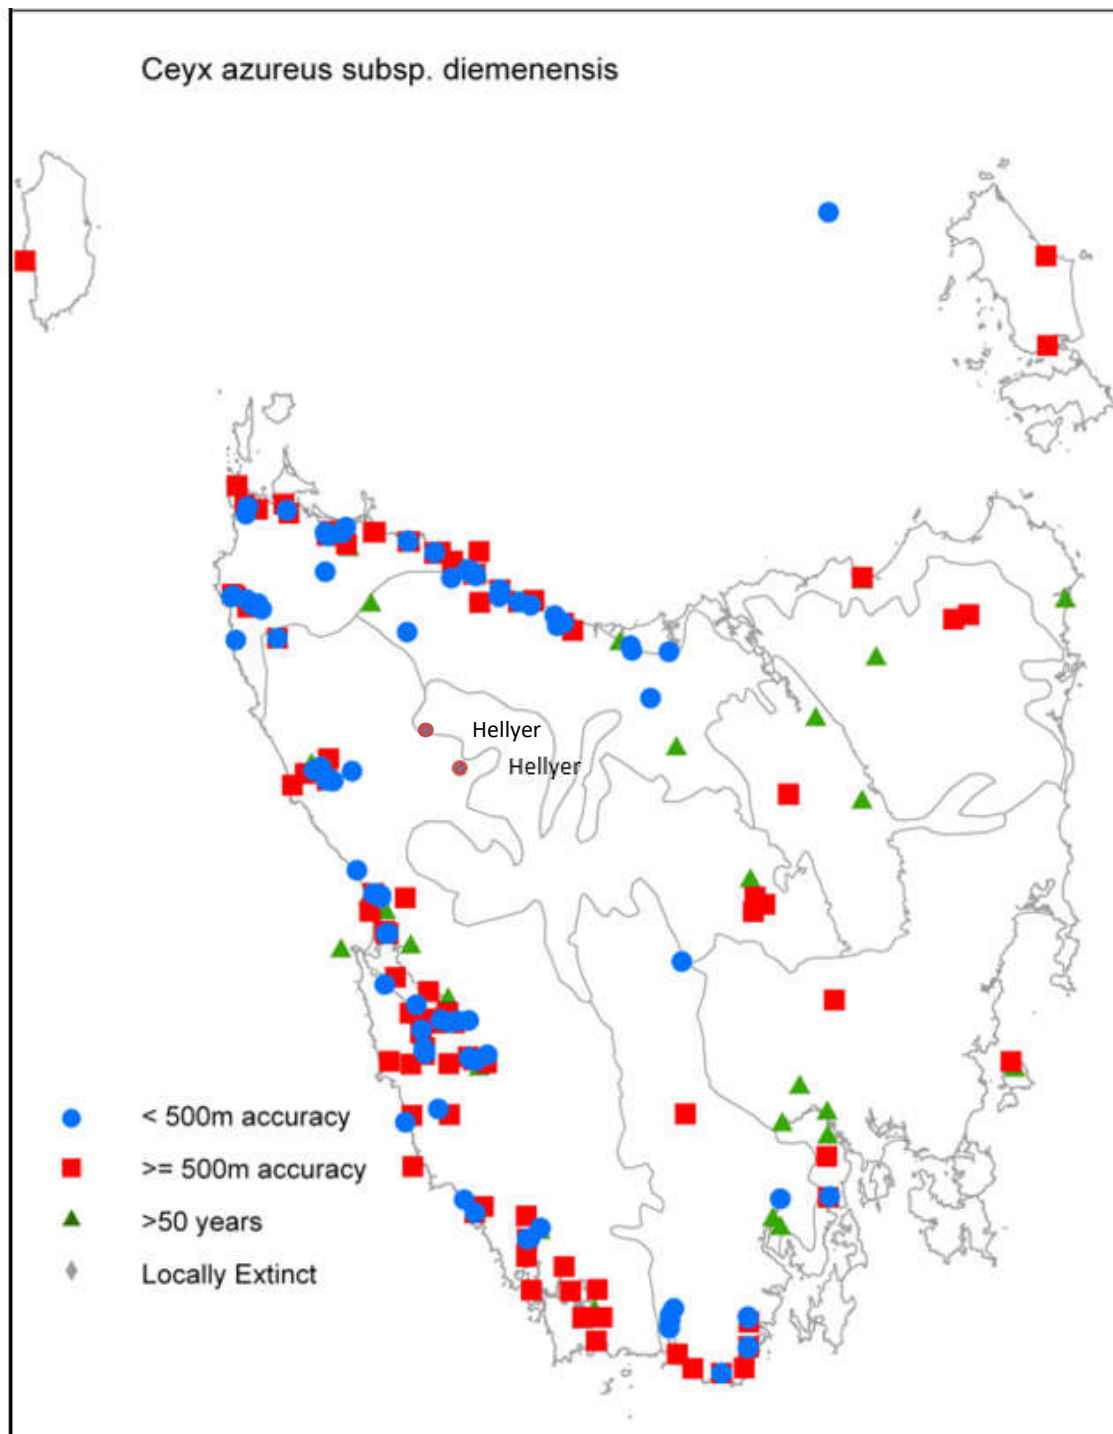 Ceyx azureus subsp. diemenensis
Hellyer
Hellyer
< 500m accuracy
>= 500m accuracy
>50 years
Locally Extinct